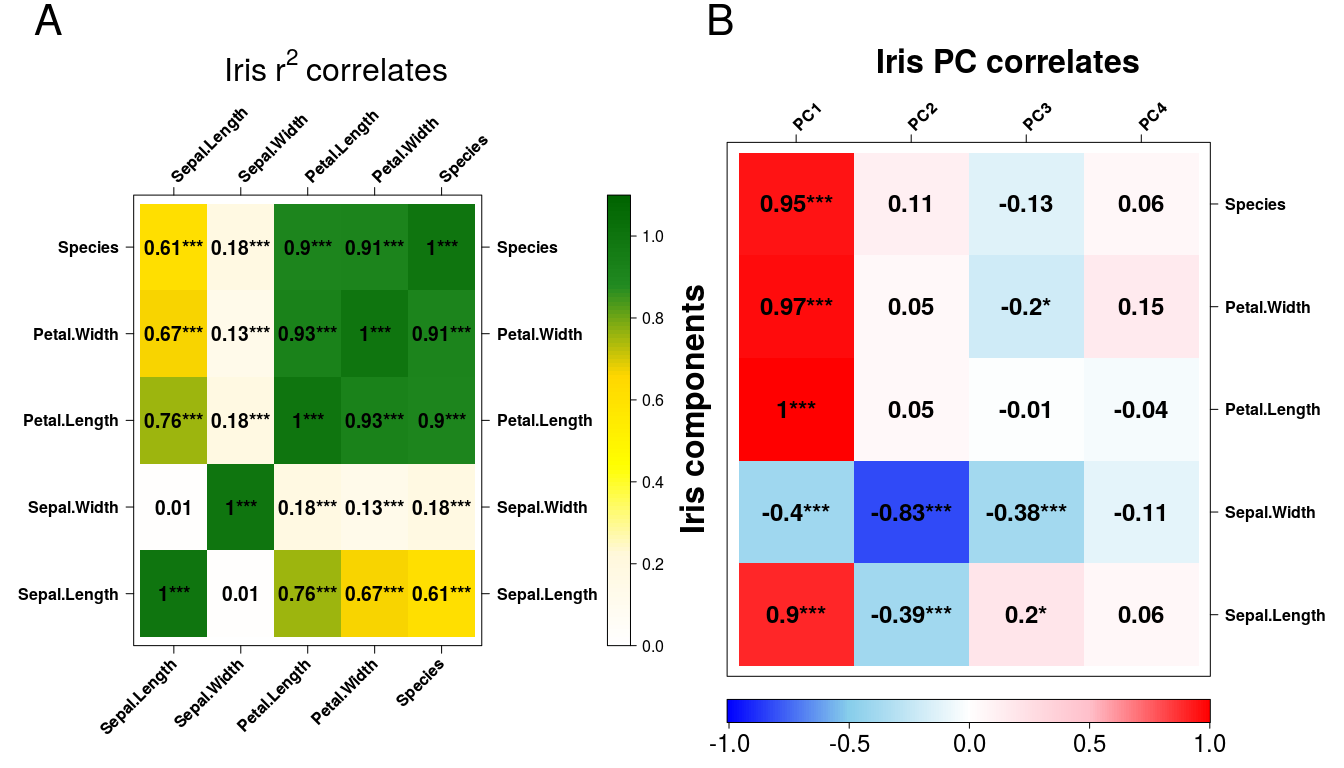 A
Iris r² correlates
Sepal.Length Sepal.Width Petal.Length Petal.Width Species
Species 0.61*** 0.18*** 0.9*** 0.91*** 1*** Species
Petal.Width 0.67*** 0.13*** 0.93*** 1*** 0.91*** Petal.Width
Petal.Length 0.76*** 0.18*** 1*** 0.93*** 0.9*** Petal.Length
Sepal.Width 0.01 1*** 0.18*** 0.13*** 0.18*** Sepal.Width
Sepal.Length 1*** 0.01 0.76*** 0.67*** 0.61*** Sepal.Length
Sepal.Length Sepal.Width Petal.Length Petal.Width Species
1.0
0.8
0.6
0.4
0.2
0.0
B
Iris PC correlates
PC1 PC2 PC3 PC4
Iris components
0.95*** 0.11 -0.13 0.06 Species
0.97*** 0.05 -0.2* 0.15 Petal.Width
1*** 0.05 -0.01 -0.04 Petal.Length
-0.4*** -0.83*** -0.38*** -0.11 Sepal.Width
0.9*** -0.39*** 0.2* 0.06 Sepal.Length
-1.0 -0.5 0.0 0.5 1.0